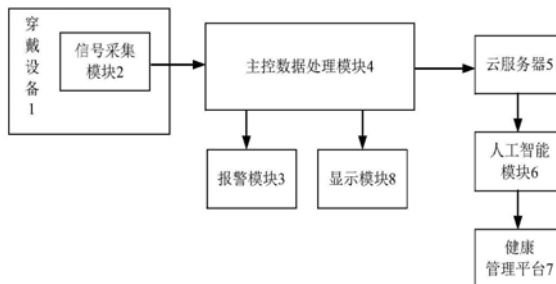 穿
戴
设
备
1
信号采集
模块2
主控数据处理模块4
云服务器5
报警模块3
显示模块8
人工智能
模块6
健康
管理平台7